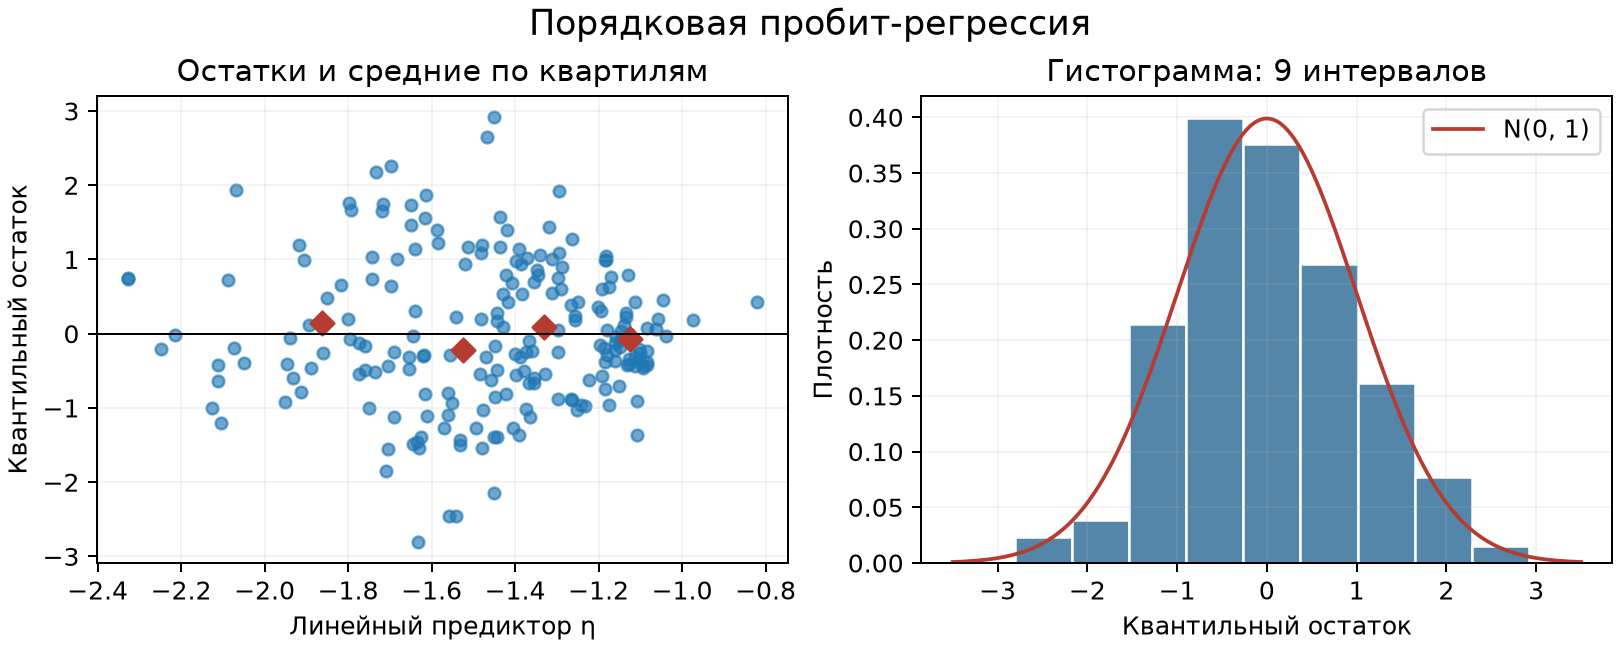 Порядковая пробит-регрессия
Остатки и средние по квартилям
3
2
1
0
−1
−2
−3
Квантильный остаток
−2.4 −2.2 −2.0 −1.8 −1.6 −1.4 −1.2 −1.0 −0.8
Линейный предиктор η
Гистограмма: 9 интервалов
N(0, 1)
0.40
0.35
0.30
0.25
0.20
0.15
0.10
0.05
0.00
Плотность
−3 −2 −1 0 1 2 3
Квантильный остаток